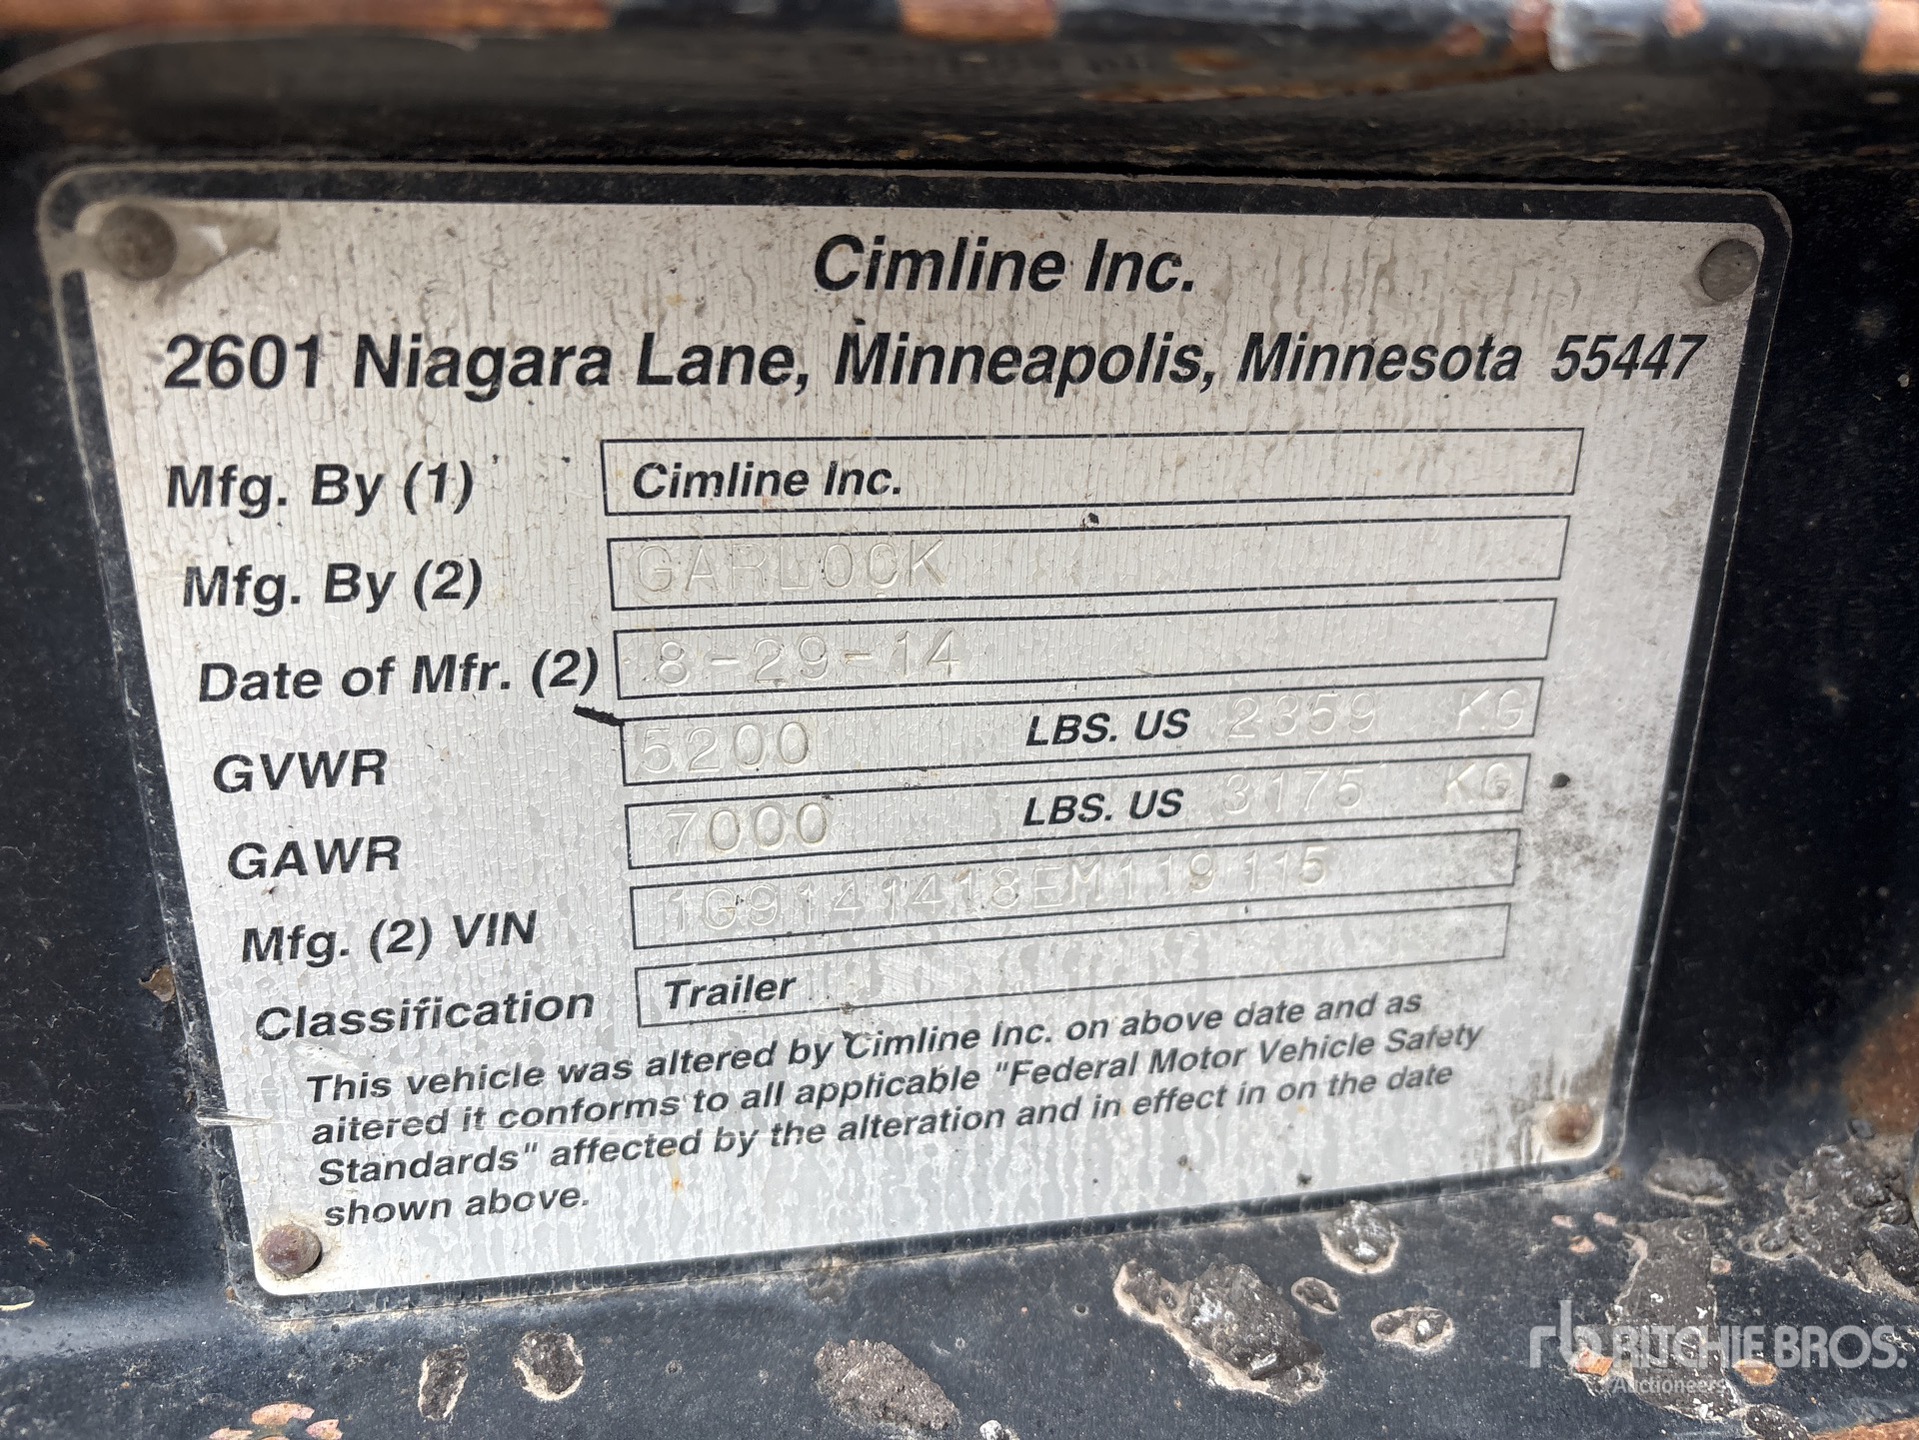 Cimline Inc.
2601 Niagara Lane, Minneapolis, Minnesota 55447
Mfg. By (1) Cimline Inc.
Mfg. By (2) GARLOCK
Date of Mfr. (2) 8-29-14
GVWR 5200 LBS. US 2359 KG
GAWR 7000 LBS. US 3175 KG
Mfg. (2) VIN 1G9141418EM119115
Classification Trailer
This vehicle was altered by Cimline Inc. on above date and as
altered it conforms to all applicable "Federal Motor Vehicle Safety
Standards" affected by the alteration and in effect in on the date
shown above.
rb RITCHIE BROS.
Auctioneers